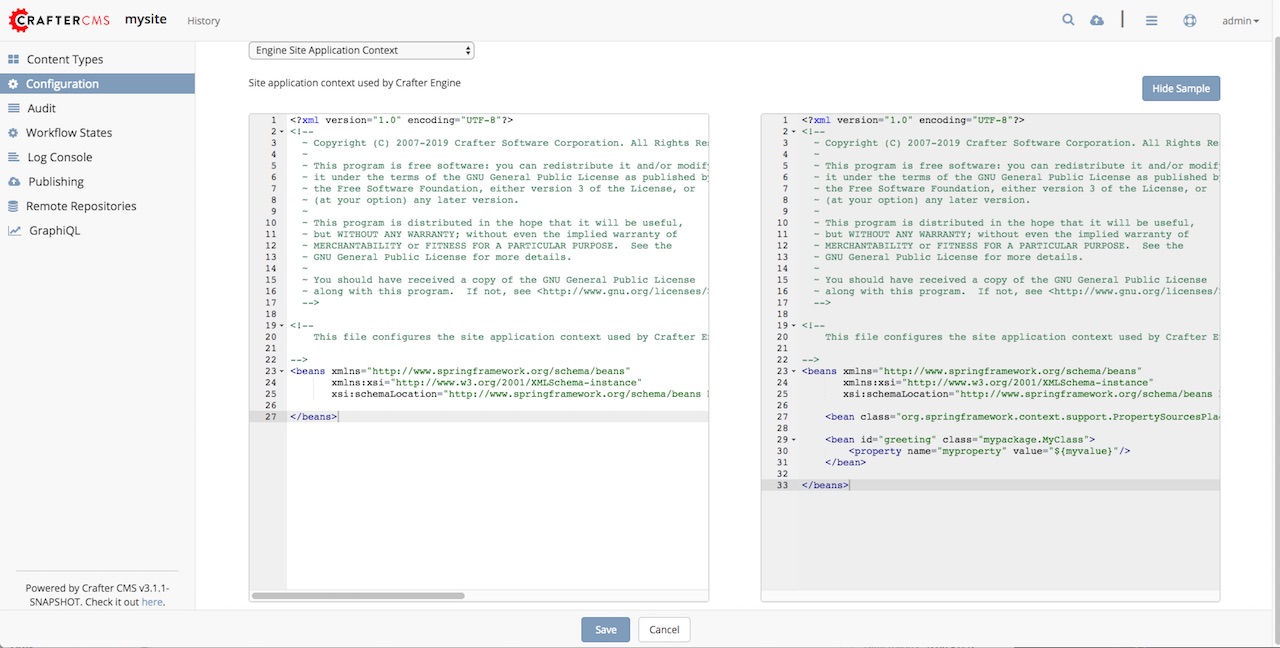 CRAFTERCMS mysite History admin
Content Types
Configuration
Audit
Workflow States
Log Console
Publishing
Remote Repositories
GraphiQL
Powered by Crafter CMS v3.1.1-
SNAPSHOT. Check it out here.
Engine Site Application Context
Site application context used by Crafter Engine
Hide Sample
1 <?xml version="1.0" encoding="UTF-8"?>
2 <!--
3 ~ Copyright (C) 2007-2019 Crafter Software Corporation. All Rights
4 ~
5 ~ This program is free software: you can redistribute it and/or modif
6 ~ it under the terms of the GNU General Public License as published by
7 ~ the Free Software Foundation, either version 3 of the License, or
8 ~ (at your option) any later version.
9 ~
10 ~ This program is distributed in the hope that it will be useful,
11 ~ but WITHOUT ANY WARRANTY; without even the implied warranty of
12 ~ MERCHANTABILITY or FITNESS FOR A PARTICULAR PURPOSE.  See the
13 ~ GNU General Public License for more details.
14 ~
15 ~ You should have received a copy of the GNU General Public License
16 ~ along with this program.  If not, see <http://www.gnu.org/licenses/
17 -->
18
19 <!--
20 This file configures the site application context used by Crafter
21
22 -->
23 <beans xmlns="http://www.springframework.org/schema/beans"
24 xmlns:xsi="http://www.w3.org/2001/XMLSchema-instance"
25 xsi:schemaLocation="http://www.springframework.org/schema/beans
26
27 </beans>
1 <?xml version="1.0" encoding="UTF-8"?>
2 <!--
3 ~ Copyright (C) 2007-2019 Crafter Software Corporation. All Rights
4 ~
5 ~ This program is free software: you can redistribute it and/or modif
6 ~ it under the terms of the GNU General Public License as published by
7 ~ the Free Software Foundation, either version 3 of the License, or
8 ~ (at your option) any later version.
9 ~
10 ~ This program is distributed in the hope that it will be useful,
11 ~ but WITHOUT ANY WARRANTY; without even the implied warranty of
12 ~ MERCHANTABILITY or FITNESS FOR A PARTICULAR PURPOSE.  See the
13 ~ GNU General Public License for more details.
14 ~
15 ~ You should have received a copy of the GNU General Public License
16 ~ along with this program.  If not, see <http://www.gnu.org/licenses/
17 -->
18
19 <!--
20 This file configures the site application context used by Crafter
21
22 -->
23 <beans xmlns="http://www.springframework.org/schema/beans"
24 xmlns:xsi="http://www.w3.org/2001/XMLSchema-instance"
25 xsi:schemaLocation="http://www.springframework.org/schema/beans
26
27 <bean class="org.springframework.context.support.PropertySourcesPla
28
29 <bean id="greeting" class="mypackage.MyClass">
30 <property name="myproperty" value="${myvalue}"/>
31 </bean>
32
33 </beans>
Save Cancel